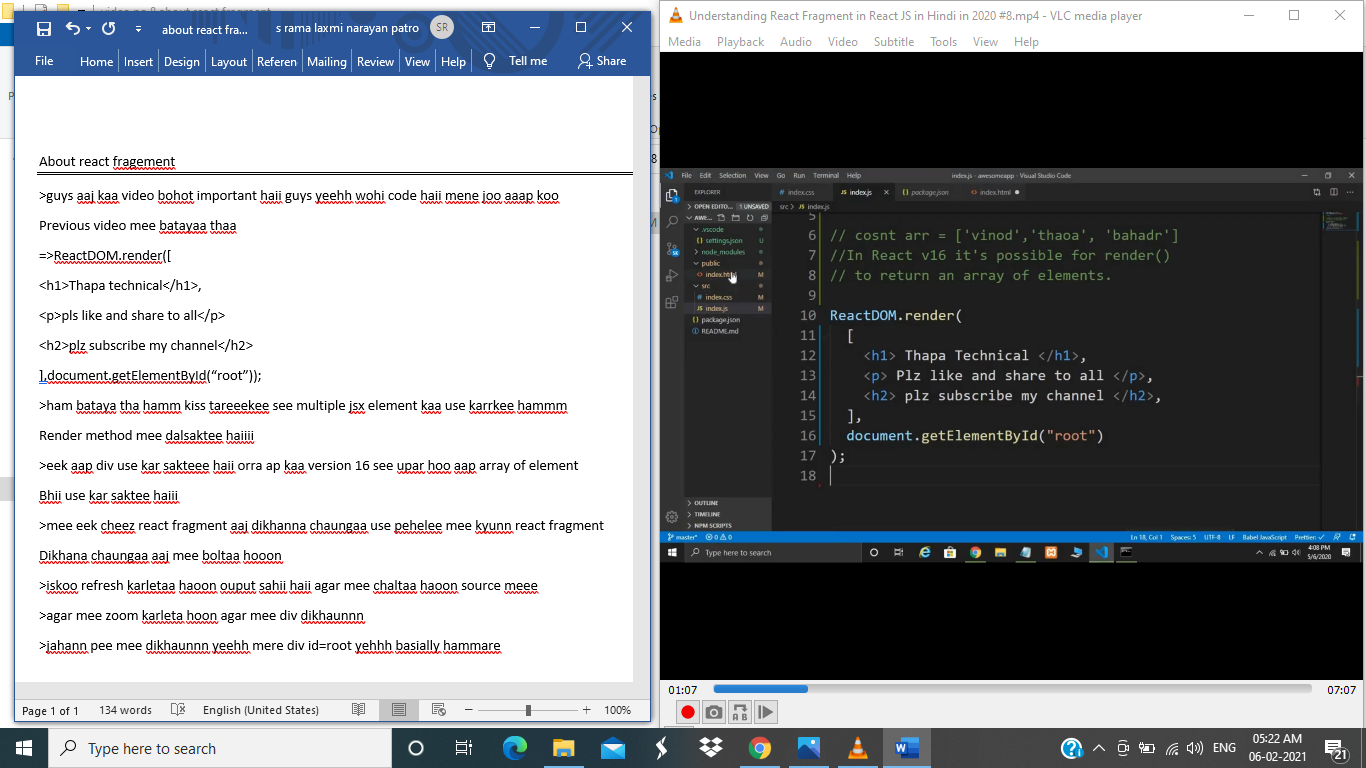 about react fra...
s rama laxmi narayan patro
SR
File Home Insert Design Layout Referen Mailing Review View Help Tell me Share
About react fragement
>guys aaj kaa video bohot important haii guys yeehh wohi code haii mene joo aaap koo
Previous video mee batayaa thaa
=>ReactDOM.render([
<h1>Thapa technical</h1>,
<p>pls like and share to all</p>
<h2>plz subscribe my channel</h2>
],document.getElementById(“root”));
>ham bataya tha hamm kiss tareeekee see multiple jsx element kaa use karrkee hammm
Render method mee dalsaktee haiiii
>eek aap div use kar sakteee haii orra ap kaa version 16 see upar hoo aap array of element
Bhii use kar saktee haiii
>mee eek cheez react fragment aaj dikhanna chaungaa use pehelee mee kyunn react fragment
Dikhana chaungaa aaj mee boltaa hooon
>iskoo refresh karletaa haoon ouput sahii haii agar mee chaltaa haoon source meee
>agar mee zoom karleta hoon agar mee div dikhaunnn
>jahann pee mee dikhaunnn yeehh mere div id=root yehhh basially hammare
Page 1 of 1 134 words English (United States) 100%
Understanding React Fragment in React JS in Hindi in 2020 #8.mp4 - VLC media player
Media Playback Audio Video Subtitle Tools View Help
File Edit Selection View Go Run Terminal Help index.js - awesomeapp - Visual Studio Code
EXPLORER
index.css index.js package.json index.html
OPEN EDITO... 1 UNSAVED
src > index.js
AWE...
.vscode
settings.json U
node_modules
public
index.html M
src
index.css M
index.js M
package.json
README.md
OUTLINE
TIMELINE
NPM SCRIPTS
5
6 // cosnt arr = ['vinod','thaoa', 'bahadr']
7 //In React v16 it's possible for render()
8 // to return an array of elements.
9
10 ReactDOM.render(
11 [
12 <h1> Thapa Technical </h1>,
13 <p> Plz like and share to all </p>,
14 <h2> plz subscribe my channel </h2>,
15 ],
16 document.getElementById("root")
17 );
18
master* 0 0 Ln 18, Col 1 Spaces: 5 UTF-8 LF Babel JavaScript Prettier: ✓
Type here to search
4:08 PM
5/6/2020
01:07 07:07
Type here to search
ENG
05:22 AM
06-02-2021
21